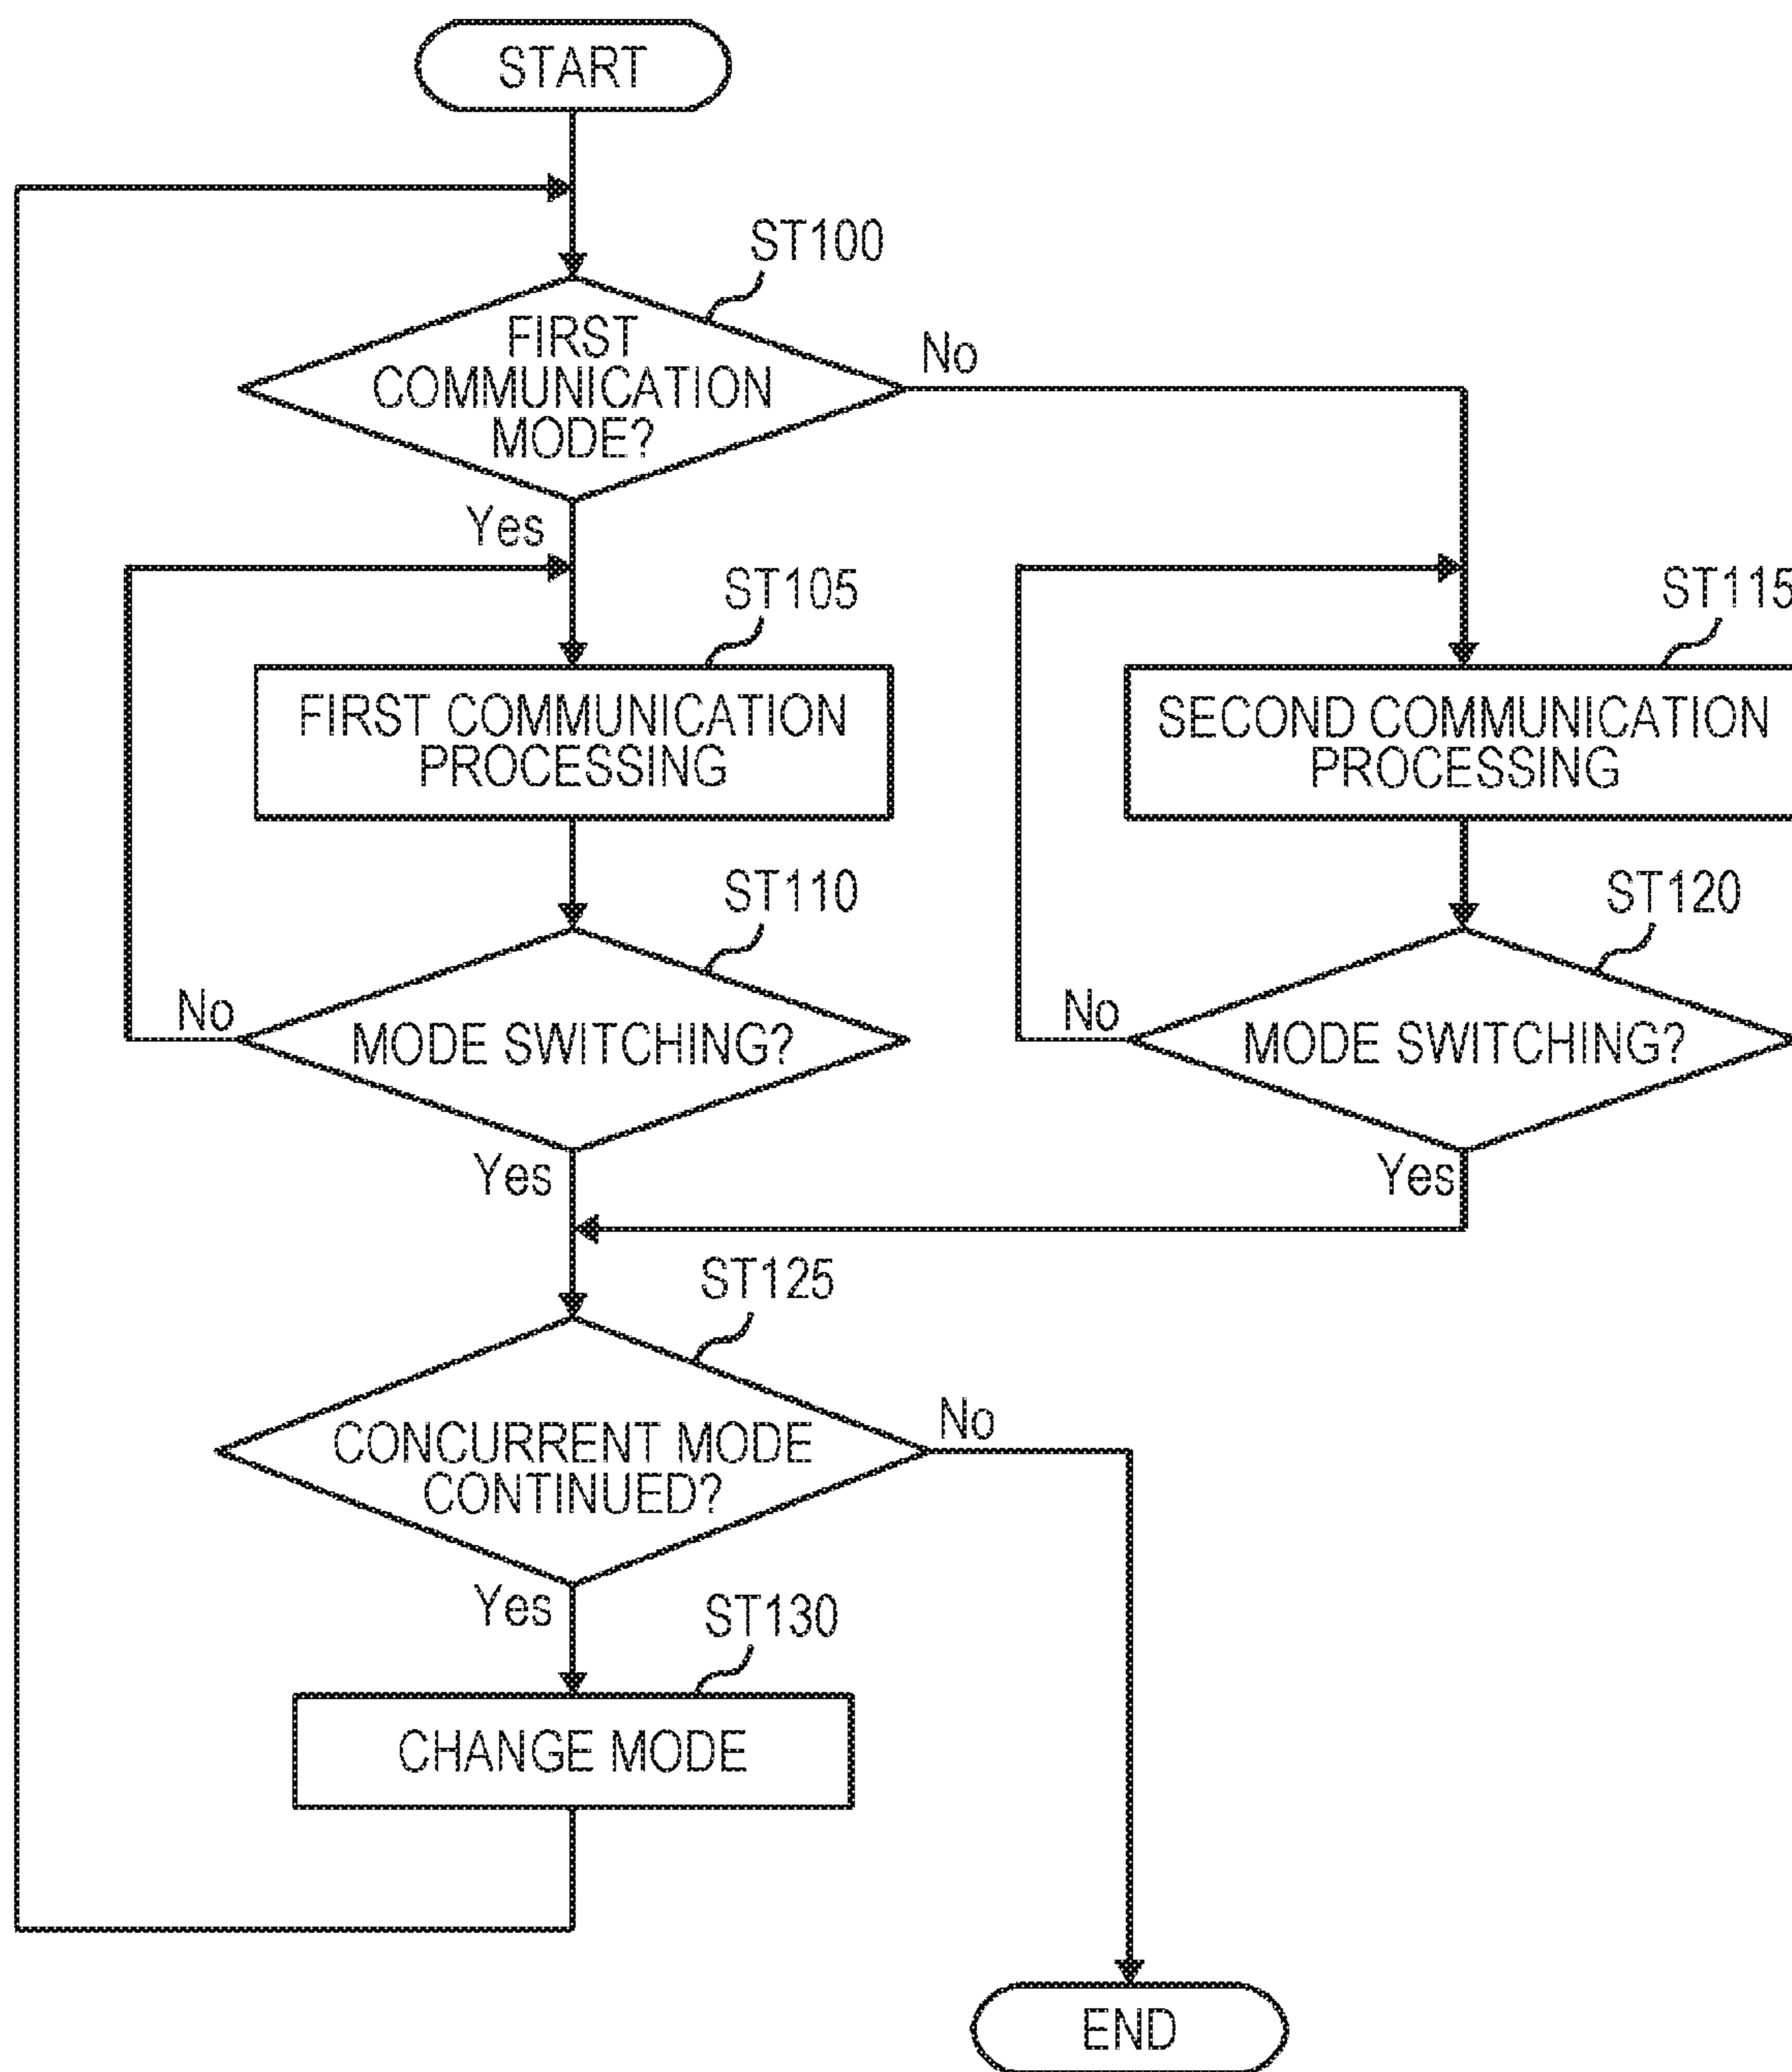 START
ST100
FIRST
COMMUNICATION
MODE?
No
Yes
ST105
FIRST COMMUNICATION
PROCESSING
ST115
SECOND COMMUNICATION
PROCESSING
ST110
MODE SWITCHING?
No
Yes
ST120
MODE SWITCHING?
No
Yes
ST125
CONCURRENT MODE
CONTINUED?
No
Yes
ST130
CHANGE MODE
END